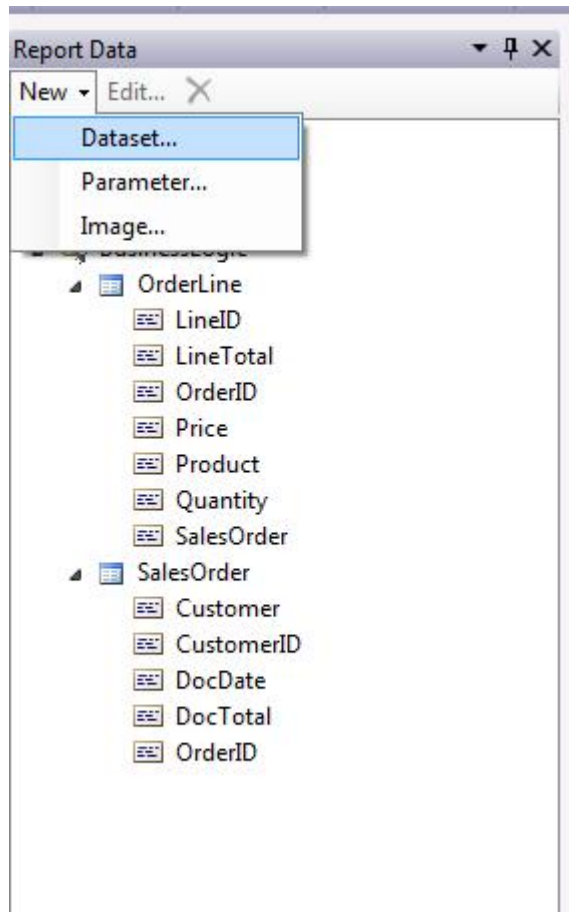 Report Data
New Edit...
Dataset...
Parameter...
Image...
BusinessLogic
OrderLine
LineID
LineTotal
OrderID
Price
Product
Quantity
SalesOrder
SalesOrder
Customer
CustomerID
DocDate
DocTotal
OrderID